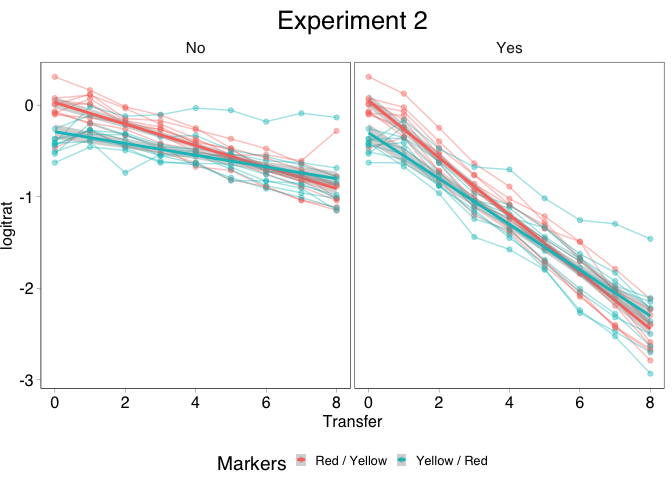 Experiment 2
No Yes
logitrat
0
-1
-2
-3
0 2 4 6 8 0 2 4 6 8
Transfer
Markers Red / Yellow Yellow / Red